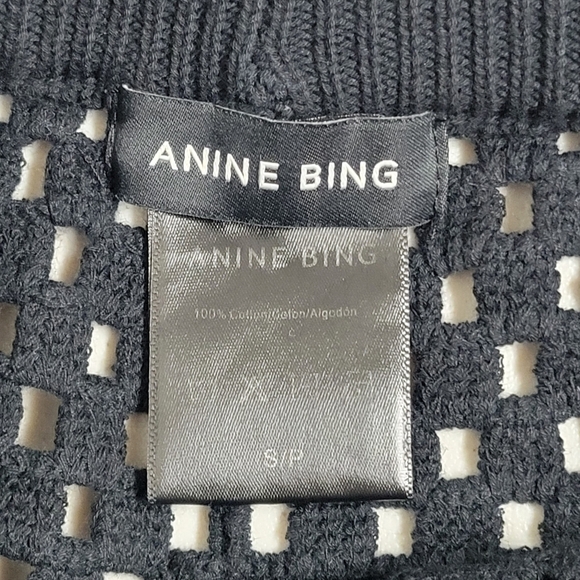 ANINE BING
ANINE BING
100% Cotton/Coton/Algodón
S/P